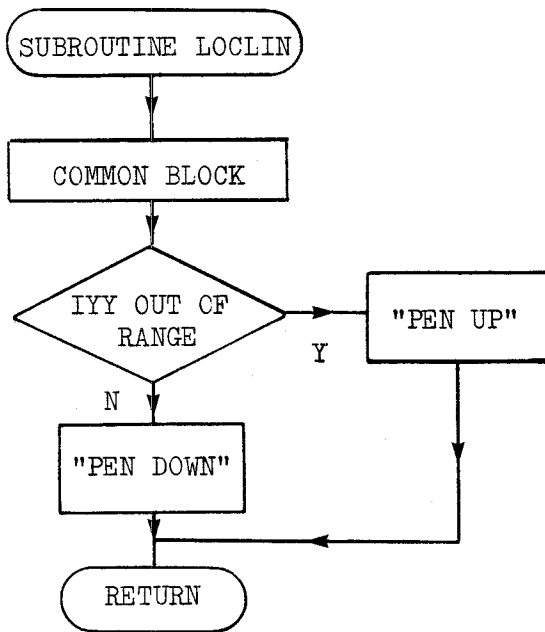 SUBROUTINE LOCLIN
COMMON BLOCK
IYY OUT OF
RANGE
Y
"PEN UP"
N
"PEN DOWN"
RETURN